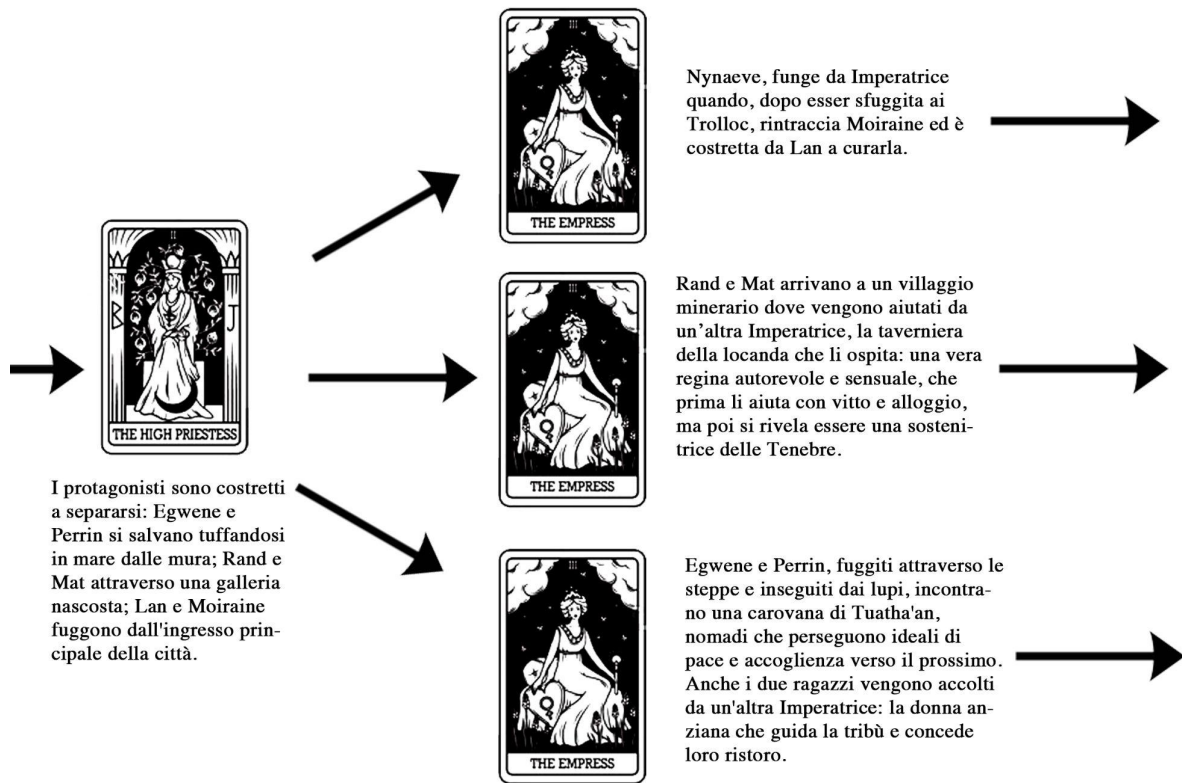 II
B
J
THE HIGH PRIESTESS
I protagonisti sono costretti
a separarsi: Egwene e
Perrin si salvano tuffandosi
in mare dalle mura; Rand e
Mat attraverso una galleria
nascosta; Lan e Moiraine
fuggono dall'ingresso prin-
cipale della città.
III
THE EMPRESS
Nynaeve, funge da Imperatrice
quando, dopo esser sfuggita ai
Trolloc, rintraccia Moiraine ed è
costretta da Lan a curarla.
III
THE EMPRESS
Rand e Mat arrivano a un villaggio
minerario dove vengono aiutati da
un’altra Imperatrice, la taverniera
della locanda che li ospita: una vera
regina autorevole e sensuale, che
prima li aiuta con vitto e alloggio,
ma poi si rivela essere una sosteni-
trice delle Tenebre.
III
THE EMPRESS
Egwene e Perrin, fuggiti attraverso le
steppe e inseguiti dai lupi, incontra-
no una carovana di Tuatha'an,
nomadi che perseguono ideali di
pace e accoglienza verso il prossimo.
Anche i due ragazzi vengono accolti
da un'altra Imperatrice: la donna an-
ziana che guida la tribù e concede
loro ristoro.